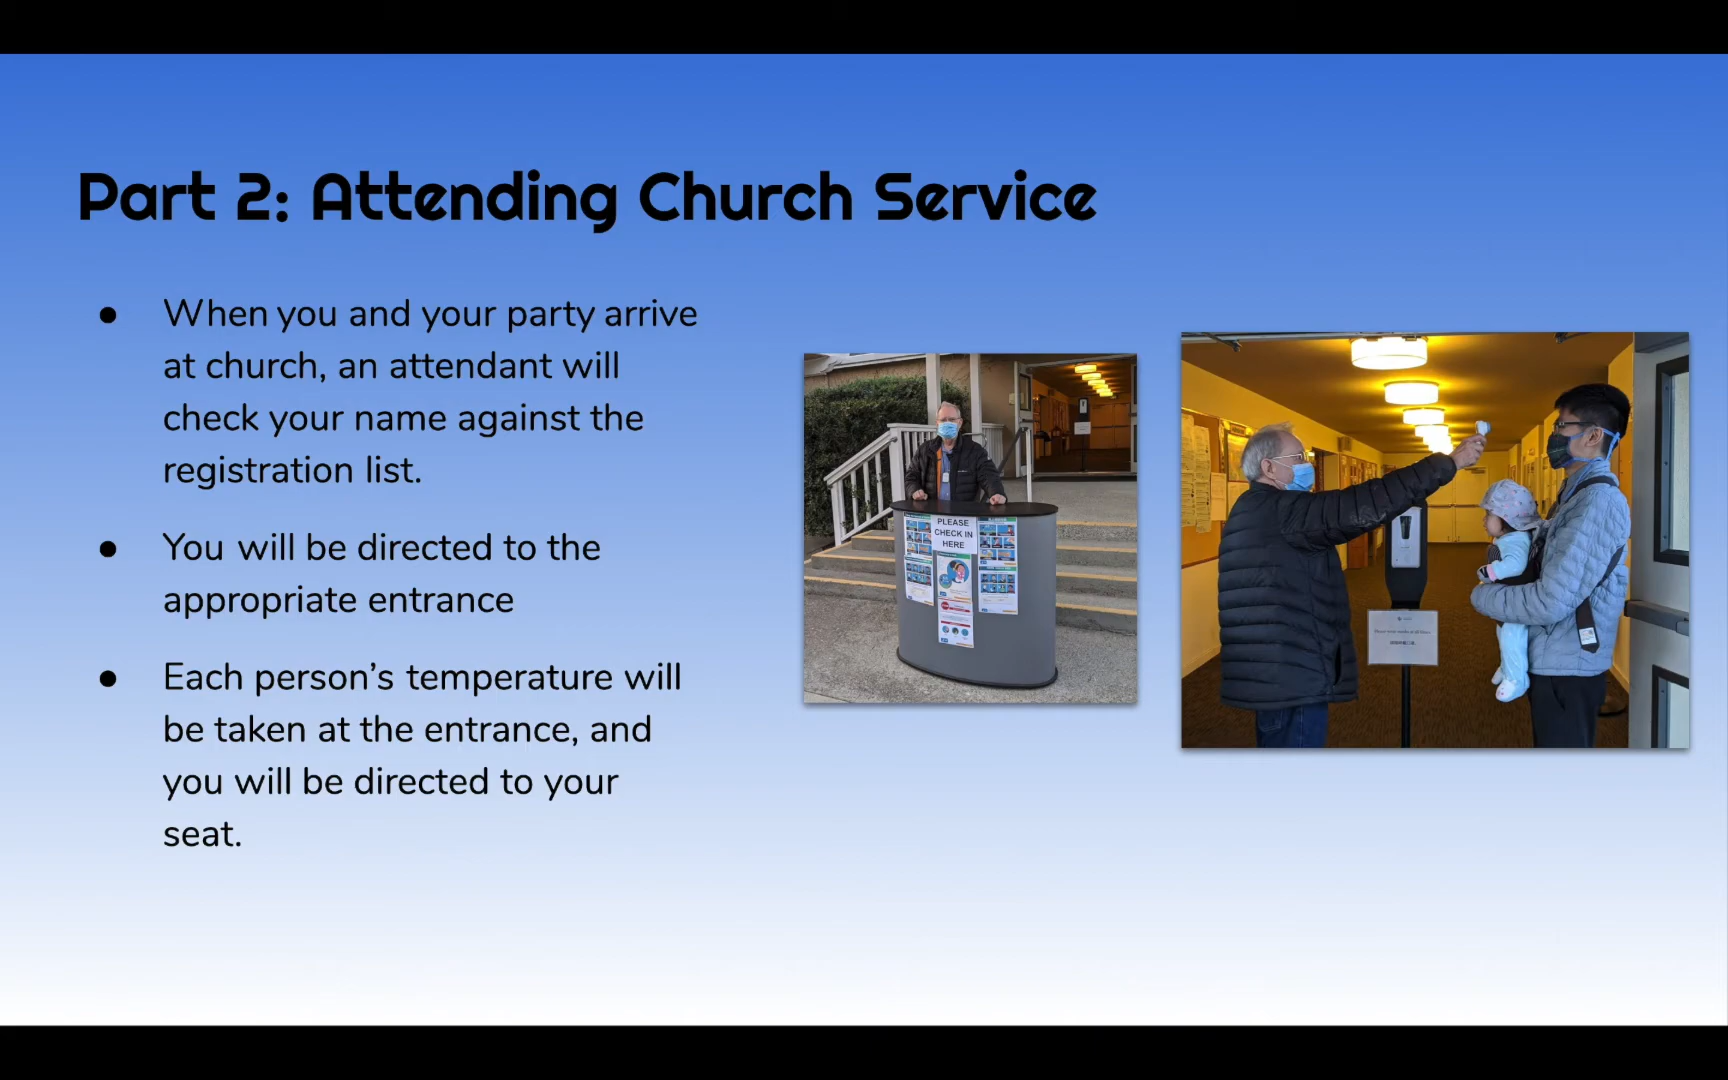 Part 2: Attending Church Service
● When you and your party arrive
at church, an attendant will
check your name against the
registration list.
● You will be directed to the
appropriate entrance
● Each person’s temperature will
be taken at the entrance, and
you will be directed to your
seat.
PLEASE
CHECK IN
HERE